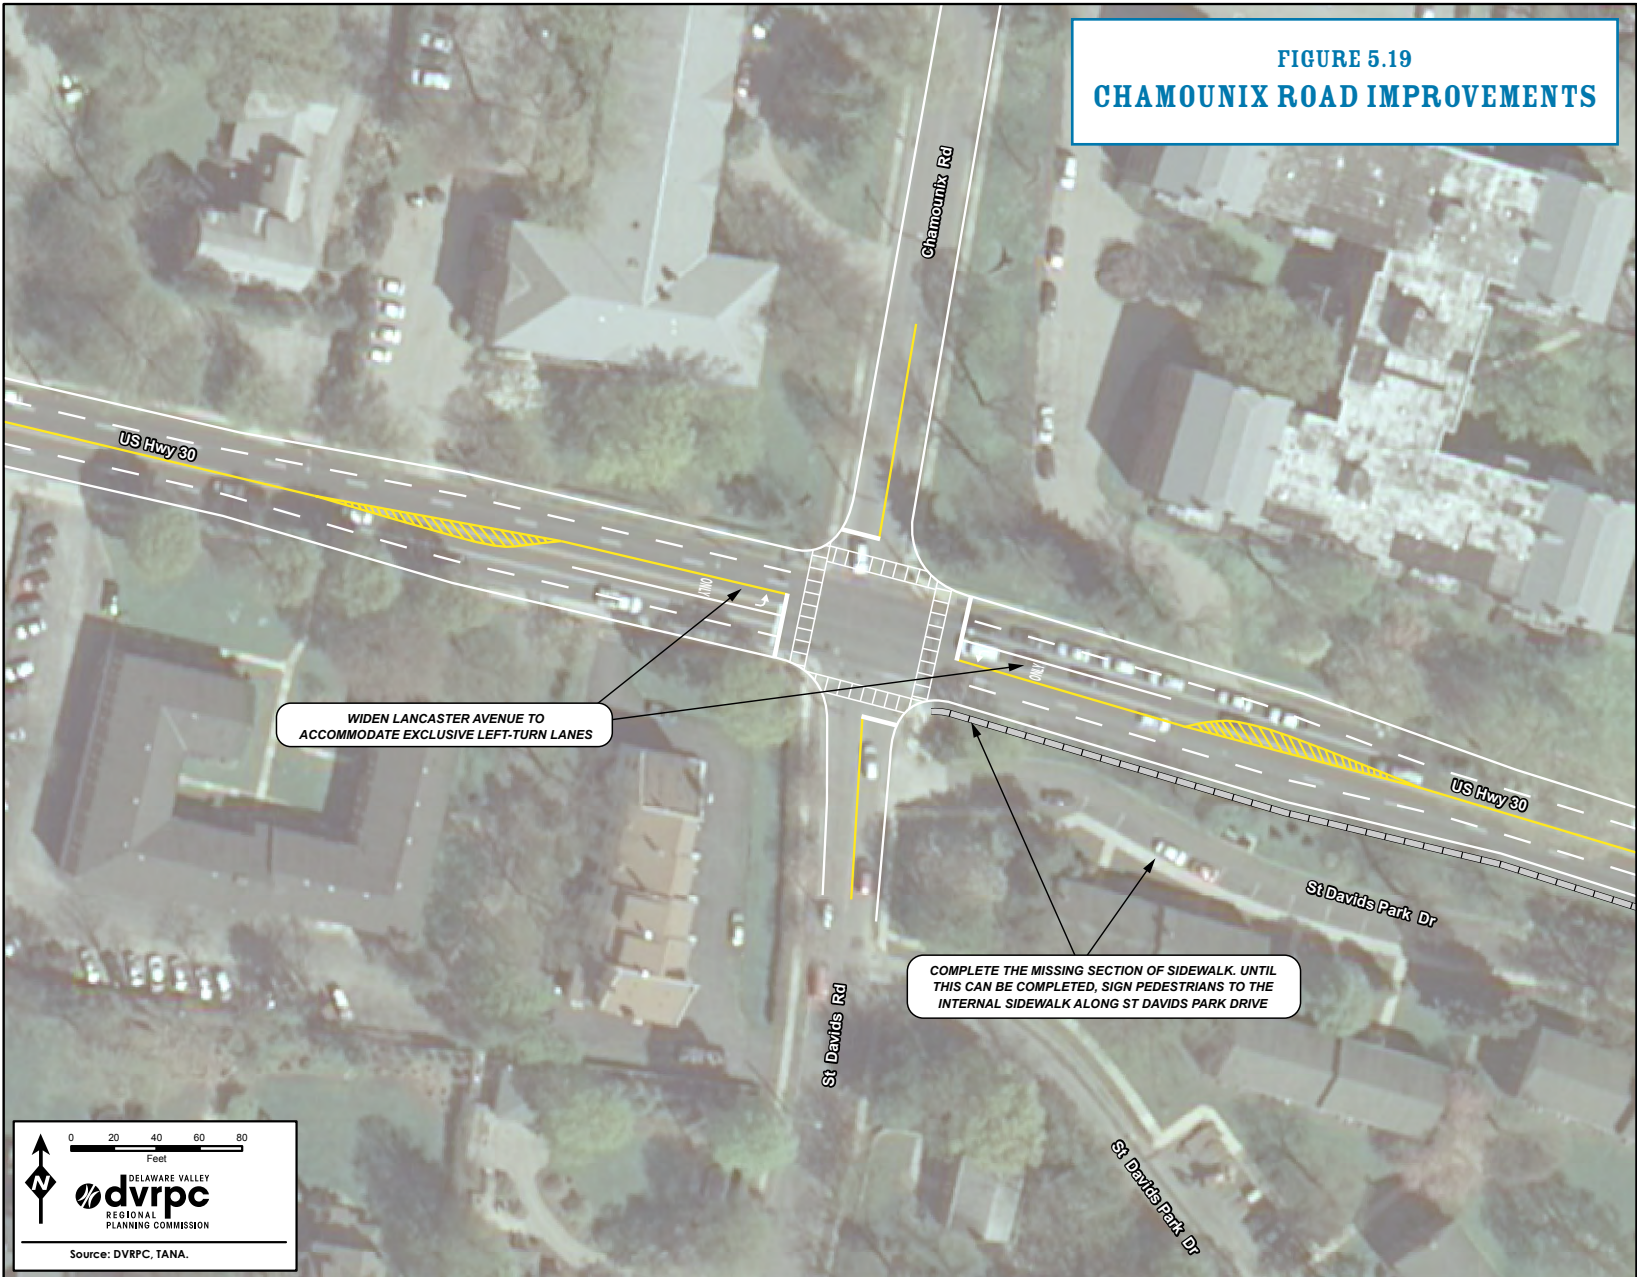 FIGURE 5.19
CHAMOUNIX ROAD IMPROVEMENTS
Chamounix Rd
US Hwy 30
ONLY
ONLY
WIDEN LANCASTER AVENUE TO
ACCOMMODATE EXCLUSIVE LEFT-TURN LANES
US Hwy 30
St Davids Park Dr
COMPLETE THE MISSING SECTION OF SIDEWALK. UNTIL
THIS CAN BE COMPLETED, SIGN PEDESTRIANS TO THE
INTERNAL SIDEWALK ALONG ST DAVIDS PARK DRIVE
St Davids Rd
St Davids Park Dr
0 20 40 60 80
Feet
N
DELAWARE VALLEY
dvrpc
REGIONAL
PLANNING COMMISSION
Source: DVRPC, TANA.